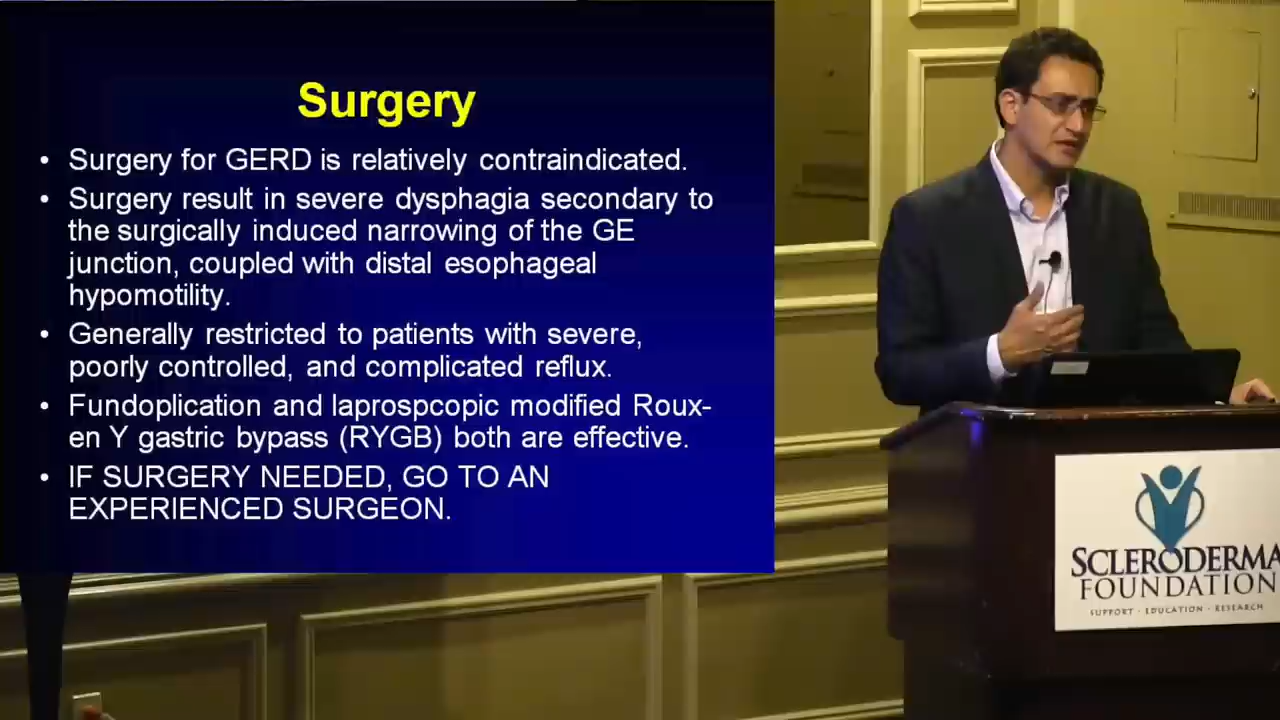 Surgery
• Surgery for GERD is relatively contraindicated.
• Surgery result in severe dysphagia secondary to
the surgically induced narrowing of the GE
junction, coupled with distal esophageal
hypomotility.
• Generally restricted to patients with severe,
poorly controlled, and complicated reflux.
• Fundoplication and laprospcopic modified Roux-
en Y gastric bypass (RYGB) both are effective.
• IF SURGERY NEEDED, GO TO AN
EXPERIENCED SURGEON.
SCLERODERMA
FOUNDATION
SUPPORT · EDUCATION · RESEARCH